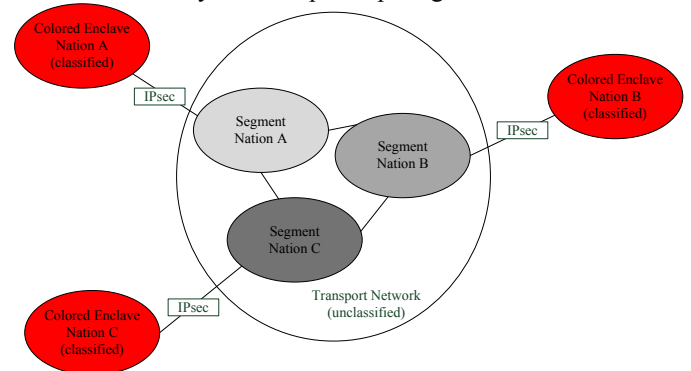 Colored Enclave
Nation A
(classified)
IPsec
Segment
Nation A
Colored Enclave
Nation B
(classified)
IPsec
Segment
Nation B
Segment
Nation C
Transport Network
(unclassified)
IPsec
Colored Enclave
Nation C
(classified)